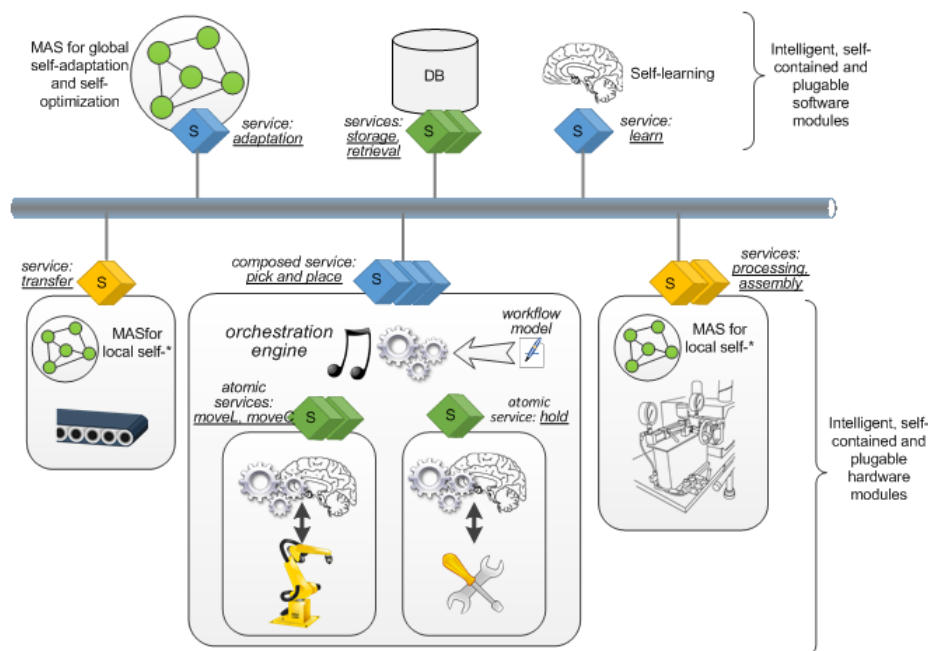 MAS for global
self-adaptation
and self-
optimization
S
service:
adaptation
DB
services:
storage,
retrieval
S
Self-learning
S
service:
learn
Intelligent, self-
contained and
plugable
software
modules
service:
transfer
S
composed service:
pick and place
S
services:
processing,
assembly
S
MASfor
local self-*
orchestration
engine
workflow
model
MAS for
local self-*
atomic
services:
moveL, moveC
S
S
atomic
service: hold
Intelligent, self-
contained and
plugable
hardware
modules